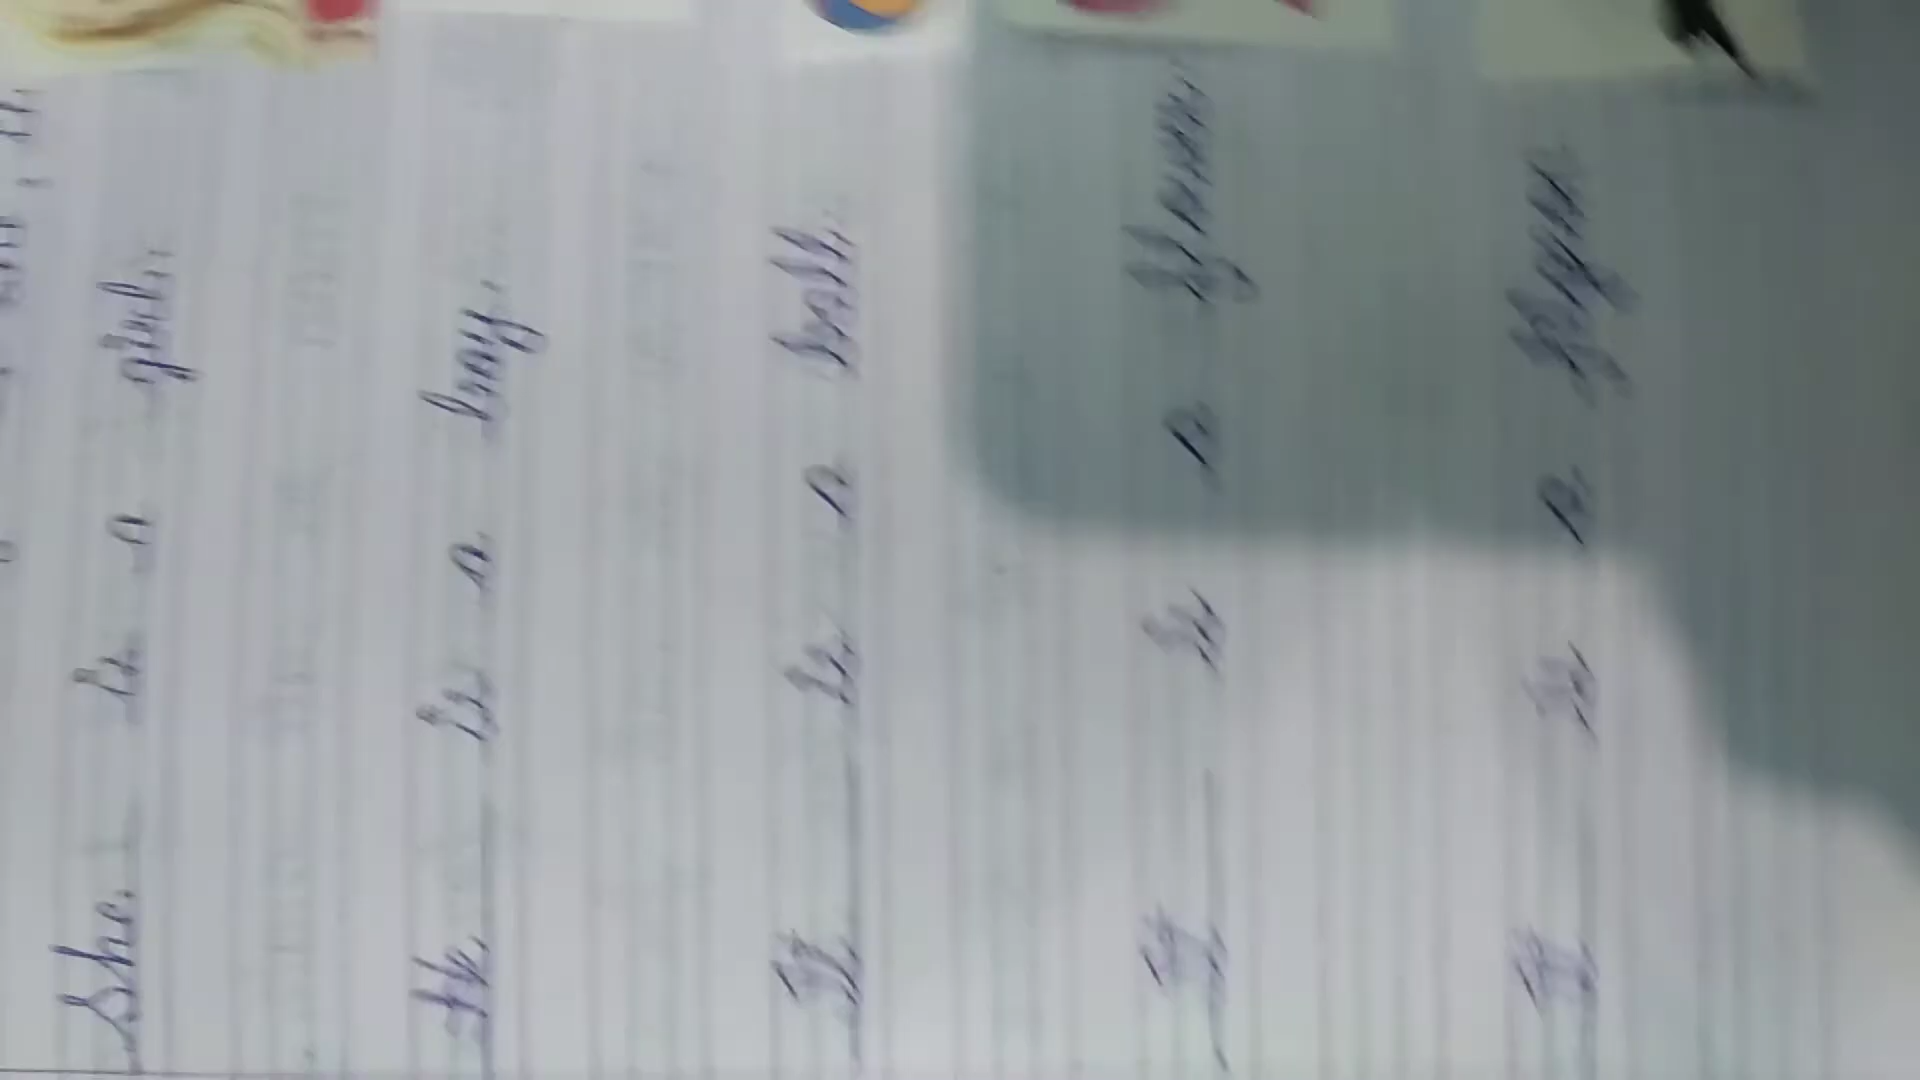 She is a girl.
He is a boy.
It is a ball.
It is a
It is a